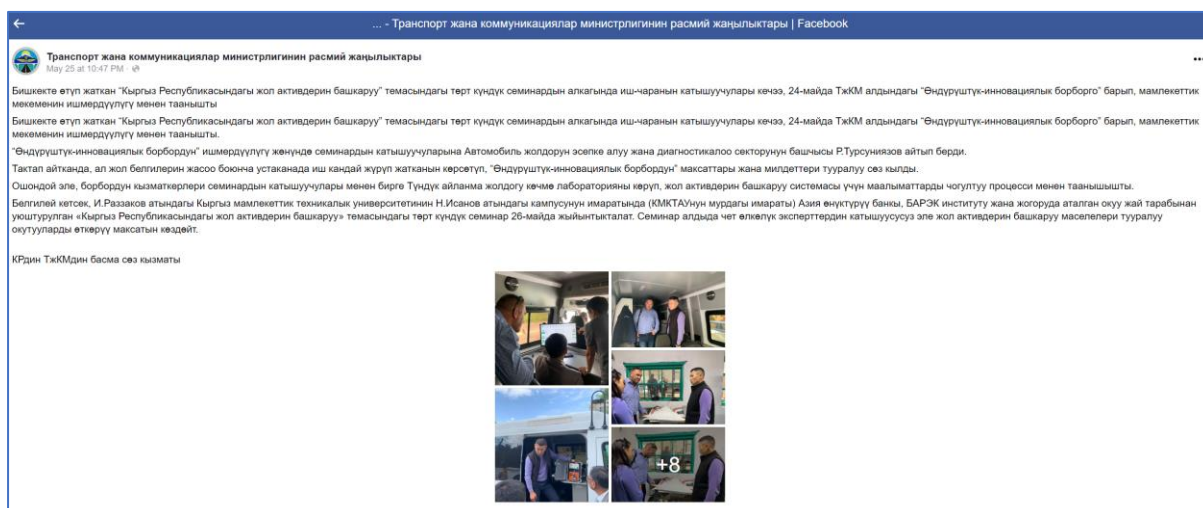 ... - Транспорт жана коммуникациялар министрлигинин расмий жаңылыктары | Facebook
Транспорт жана коммуникациялар министрлигинин расмий жаңылыктары
May 25 at 10:47 PM ·
Бишкекте өтүп жаткан “Кыргыз Республикасындагы жол активдерин башкаруу” темасындагы төрт күндүк семинардын алкагында иш-чаранын катышуучулары кечээ, 24-майда ТжКМ алдындагы “Өндүрүштүк-инновациялык борборго” барып, мамлекеттик
мекеменин ишмердүүлүгү менен таанышты
Бишкекте өтүп жаткан “Кыргыз Республикасындагы жол активдерин башкаруу” темасындагы төрт күндүк семинардын алкагында иш-чаранын катышуучулары кечээ, 24-майда ТжКМ алдындагы “Өндүрүштүк-инновациялык борборго” барып, мамлекеттик
мекеменин ишмердүүлүгү менен таанышты.
“Өндүрүштүк-инновациялык борбордун” ишмердүүлүгү жөнүндө семинардын катышуучуларына Автомобиль жолдорун эсепке алуу жана диагностикалоо секторунун башчысы Р.Турсуниязов айтып берди.
Тактап айтканда, ал жол белгилерин жасоо боюнча устаканада иш кандай жүрүп жатканын көрсөтүп, “Өндүрүштүк-инновациялык борбордун” максаттары жана милдеттери тууралуу сөз кылды.
Ошондой эле, борбордун кызматкерлери семинардын катышуучулары менен бирге Түндүк айланма жолдогу көчмө лабораторияны көрүп, жол активдерин башкаруу системасы үчүн маалыматтарды чогултуу процесси менен таанышышты.
Белгилей кетсек, И.Раззаков атындагы Кыргыз мамлекеттик техникалык университетинин Н.Исанов атындагы кампусунун имаратында (КМКТАУнун мурдагы имараты) Азия өнүктүрүү банкы, БАРЭК институту жана жогоруда аталган окуу жай тарабынан
уюштурулган «Кыргыз Республикасындагы жол активдерин башкаруу» темасындагы төрт күндүк семинар 26-майда жыйынтыкталат. Семинар алдыда чет өлкөлүк эксперттердин катышуусусуз эле жол активдерин башкаруу маселелери тууралуу
окутууларды өткөрүү максатын көздөйт.
КРдин ТжКМдин басма сөз кызматы
+8